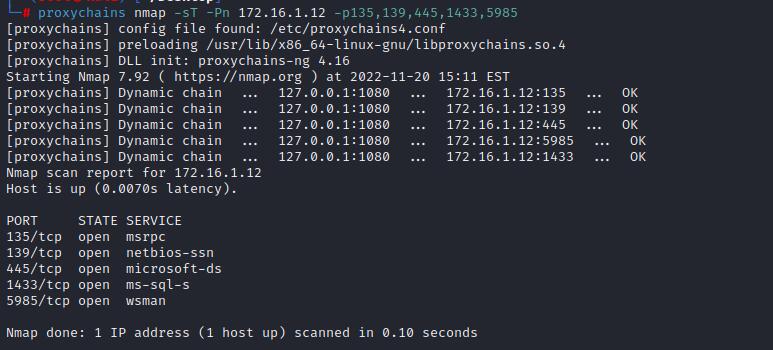 └─# proxychains nmap -sT -Pn 172.16.1.12 -p135,139,445,1433,5985
[proxychains] config file found: /etc/proxychains4.conf
[proxychains] preloading /usr/lib/x86_64-linux-gnu/libproxychains.so.4
[proxychains] DLL init: proxychains-ng 4.16
Starting Nmap 7.92 ( https://nmap.org ) at 2022-11-20 15:11 EST
[proxychains] Dynamic chain  ...  127.0.0.1:1080  ...  172.16.1.12:135  ...  OK
[proxychains] Dynamic chain  ...  127.0.0.1:1080  ...  172.16.1.12:139  ...  OK
[proxychains] Dynamic chain  ...  127.0.0.1:1080  ...  172.16.1.12:445  ...  OK
[proxychains] Dynamic chain  ...  127.0.0.1:1080  ...  172.16.1.12:5985  ...  OK
[proxychains] Dynamic chain  ...  127.0.0.1:1080  ...  172.16.1.12:1433  ...  OK
Nmap scan report for 172.16.1.12
Host is up (0.0070s latency).

PORT     STATE SERVICE
135/tcp  open  msrpc
139/tcp  open  netbios-ssn
445/tcp  open  microsoft-ds
1433/tcp open  ms-sql-s
5985/tcp open  wsman

Nmap done: 1 IP address (1 host up) scanned in 0.10 seconds